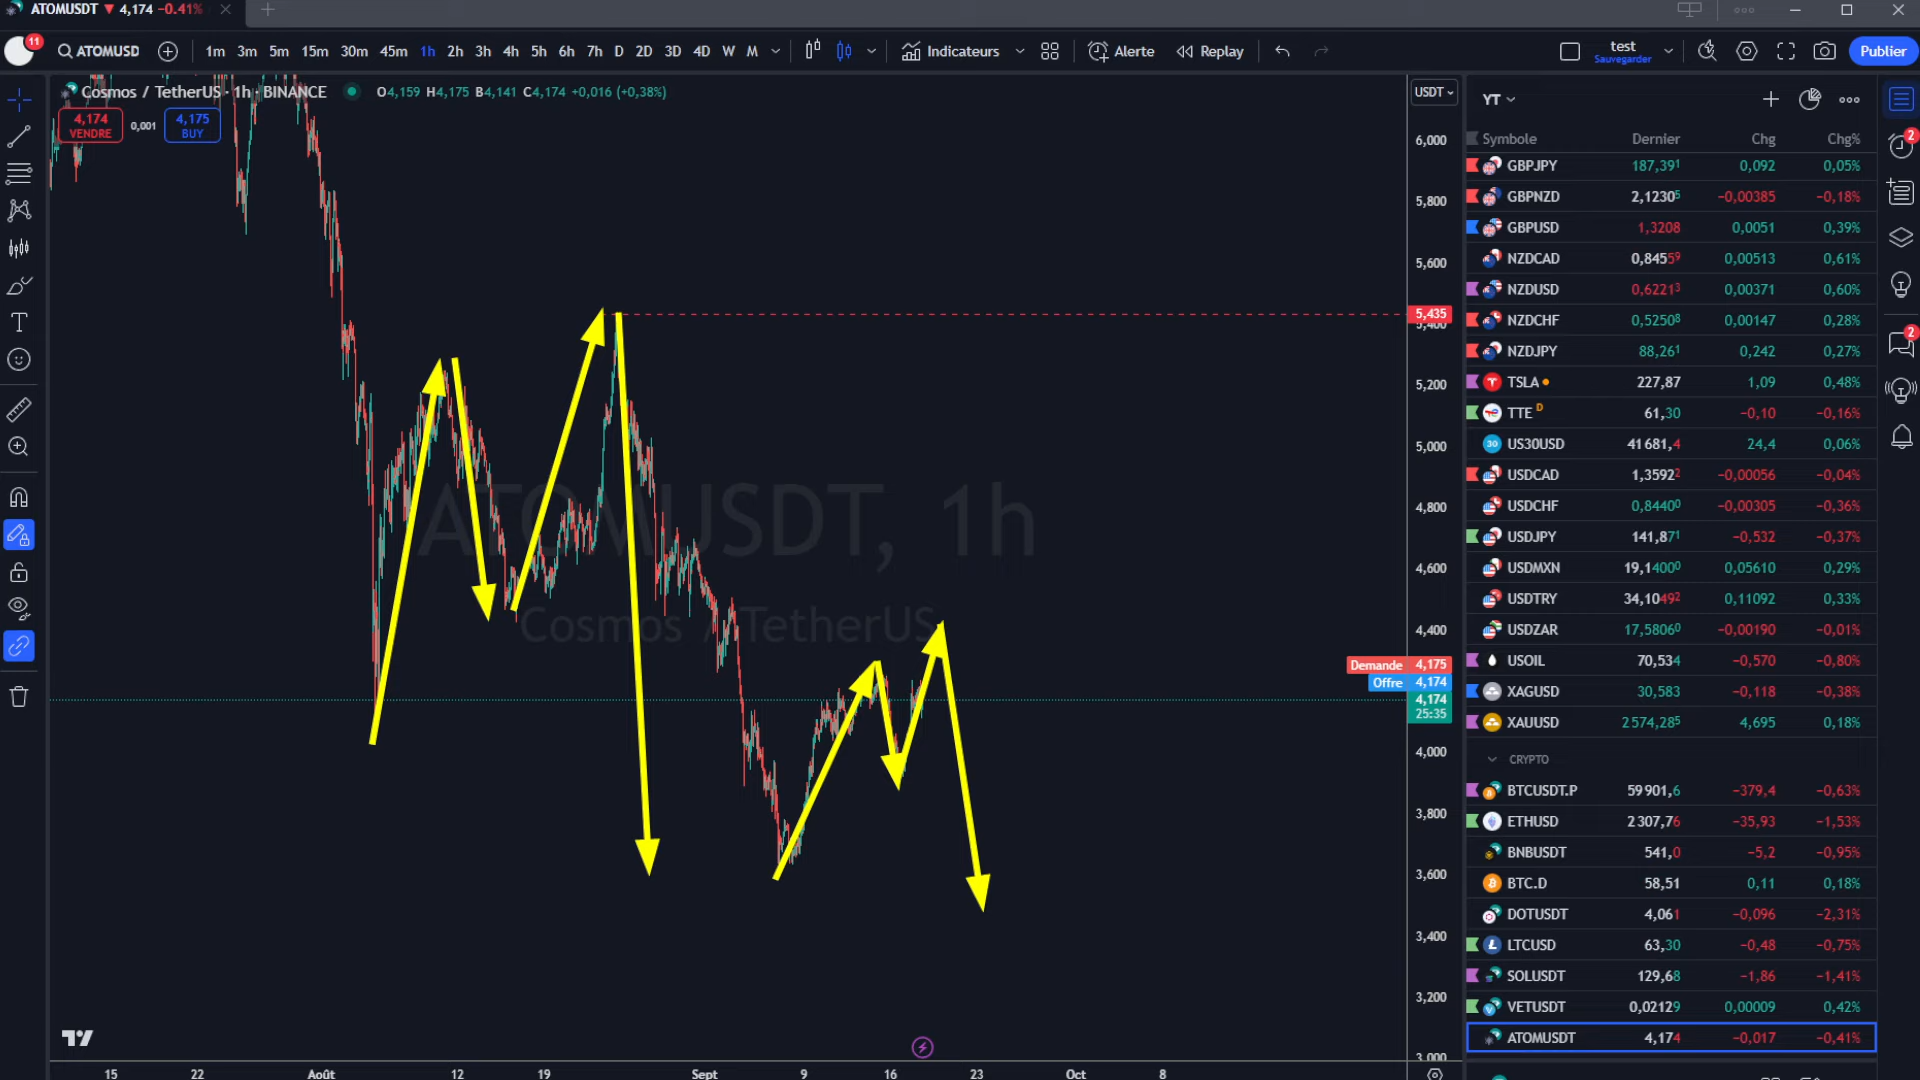 ATOMUSDT ▼ 4,174 −0.41%
11
ATOMUSD 1m 3m 5m 15m 30m 45m 1h 2h 3h 4h 5h 6h 7h D 2D 3D 4D W M Indicateurs Alerte Replay
test
Sauvegarder
Publier
Cosmos / TetherUS · 1h · BINANCE O4,159 H4,175 B4,141 C4,174 +0,016 (+0,38%)
4,174
VENDRE
0,001
4,175
BUY
ATOMUSDT, 1h
Cosmos / TetherUS
USDT
6,000
5,800
5,600
5,435
5,400
5,200
5,000
4,800
4,600
4,400
Demande 4,175
Offre 4,174
4,174
25:35
4,000
3,800
3,600
3,400
3,200
3,000
15 22 Août 12 19 Sept 9 16 23 Oct 8
YT
Symbole Dernier Chg Chg%
GBPJPY 187,391 0,092 0,05%
GBPNZD 2,12305 −0,00385 −0,18%
GBPUSD 1,3208 0,0051 0,39%
NZDCAD 0,84559 0,00513 0,61%
NZDUSD 0,62213 0,00371 0,60%
NZDCHF 0,52508 0,00147 0,28%
NZDJPY 88,261 0,242 0,27%
TSLA 227,87 1,09 0,48%
TTE D 61,30 −0,10 −0,16%
30 US30USD 41 681,4 24,4 0,06%
USDCAD 1,35922 −0,00056 −0,04%
USDCHF 0,84400 −0,00305 −0,36%
USDJPY 141,871 −0,532 −0,37%
USDMXN 19,14000 0,05610 0,29%
USDTRY 34,10492 0,11092 0,33%
USDZAR 17,58060 −0,00190 −0,01%
USOIL 70,534 −0,570 −0,80%
XAGUSD 30,583 −0,118 −0,38%
XAUUSD 2 574,285 4,695 0,18%
CRYPTO
BTCUSDT.P 59 901,6 −379,4 −0,63%
ETHUSD 2 307,76 −35,93 −1,53%
BNBUSDT 541,0 −5,2 −0,95%
BTC.D 58,51 0,11 0,18%
DOTUSDT 4,061 −0,096 −2,31%
LTCUSD 63,30 −0,48 −0,75%
SOLUSDT 129,68 −1,86 −1,41%
VETUSDT 0,02129 0,00009 0,42%
ATOMUSDT 4,174 −0,017 −0,41%
2
2